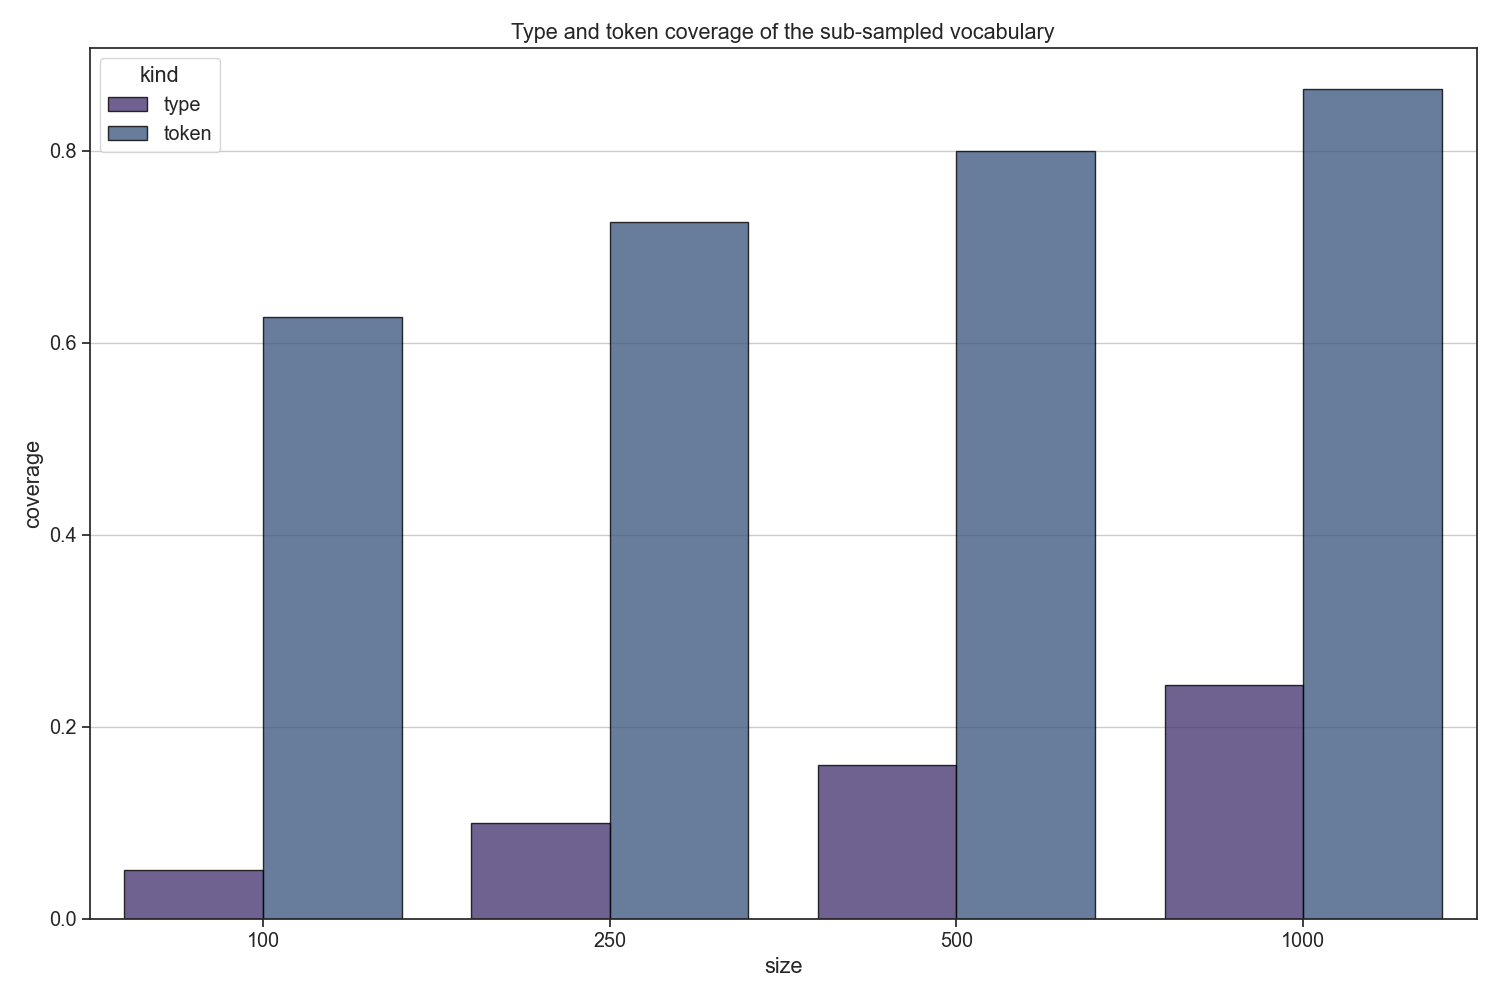 Type and token coverage of the sub-sampled vocabulary
kind
type
token
coverage
0.8
0.6
0.4
0.2
0.0
100 250 500 1000
size